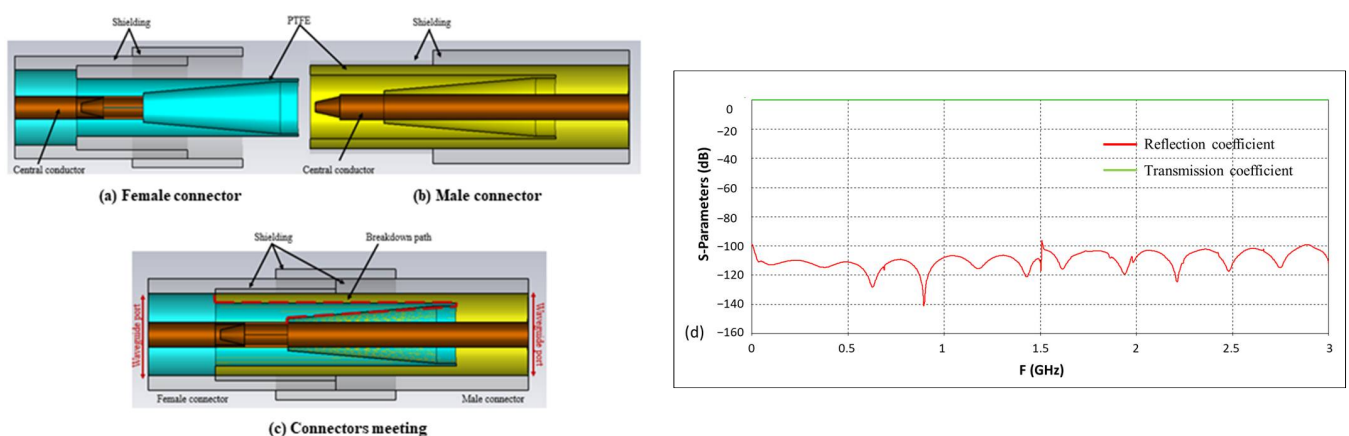 Shielding
PTFE
Shielding
Central conductor
Central conductor
(a) Female connector
(b) Male connector
Shielding
Breakdown path
Waveguide port
Waveguide port
Female connector
Male connector
(c) Connectors meeting
0
−20
−40
−60
−80
−100
−120
−140
−160
S-Parameters (dB)
Reflection coefficient
Transmission coefficient
(d)
0
0.5
1
1.5
2
2.5
3
F (GHz)